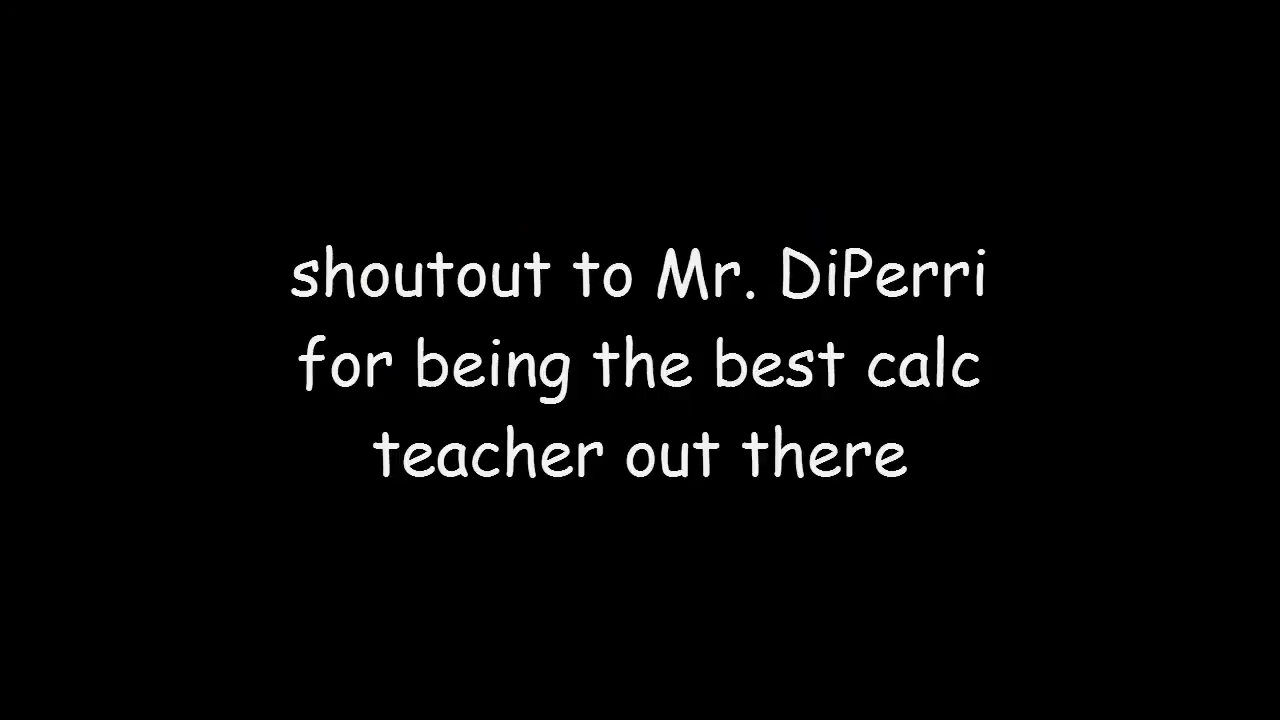 shoutout to Mr. DiPerri
for being the best calc
teacher out there